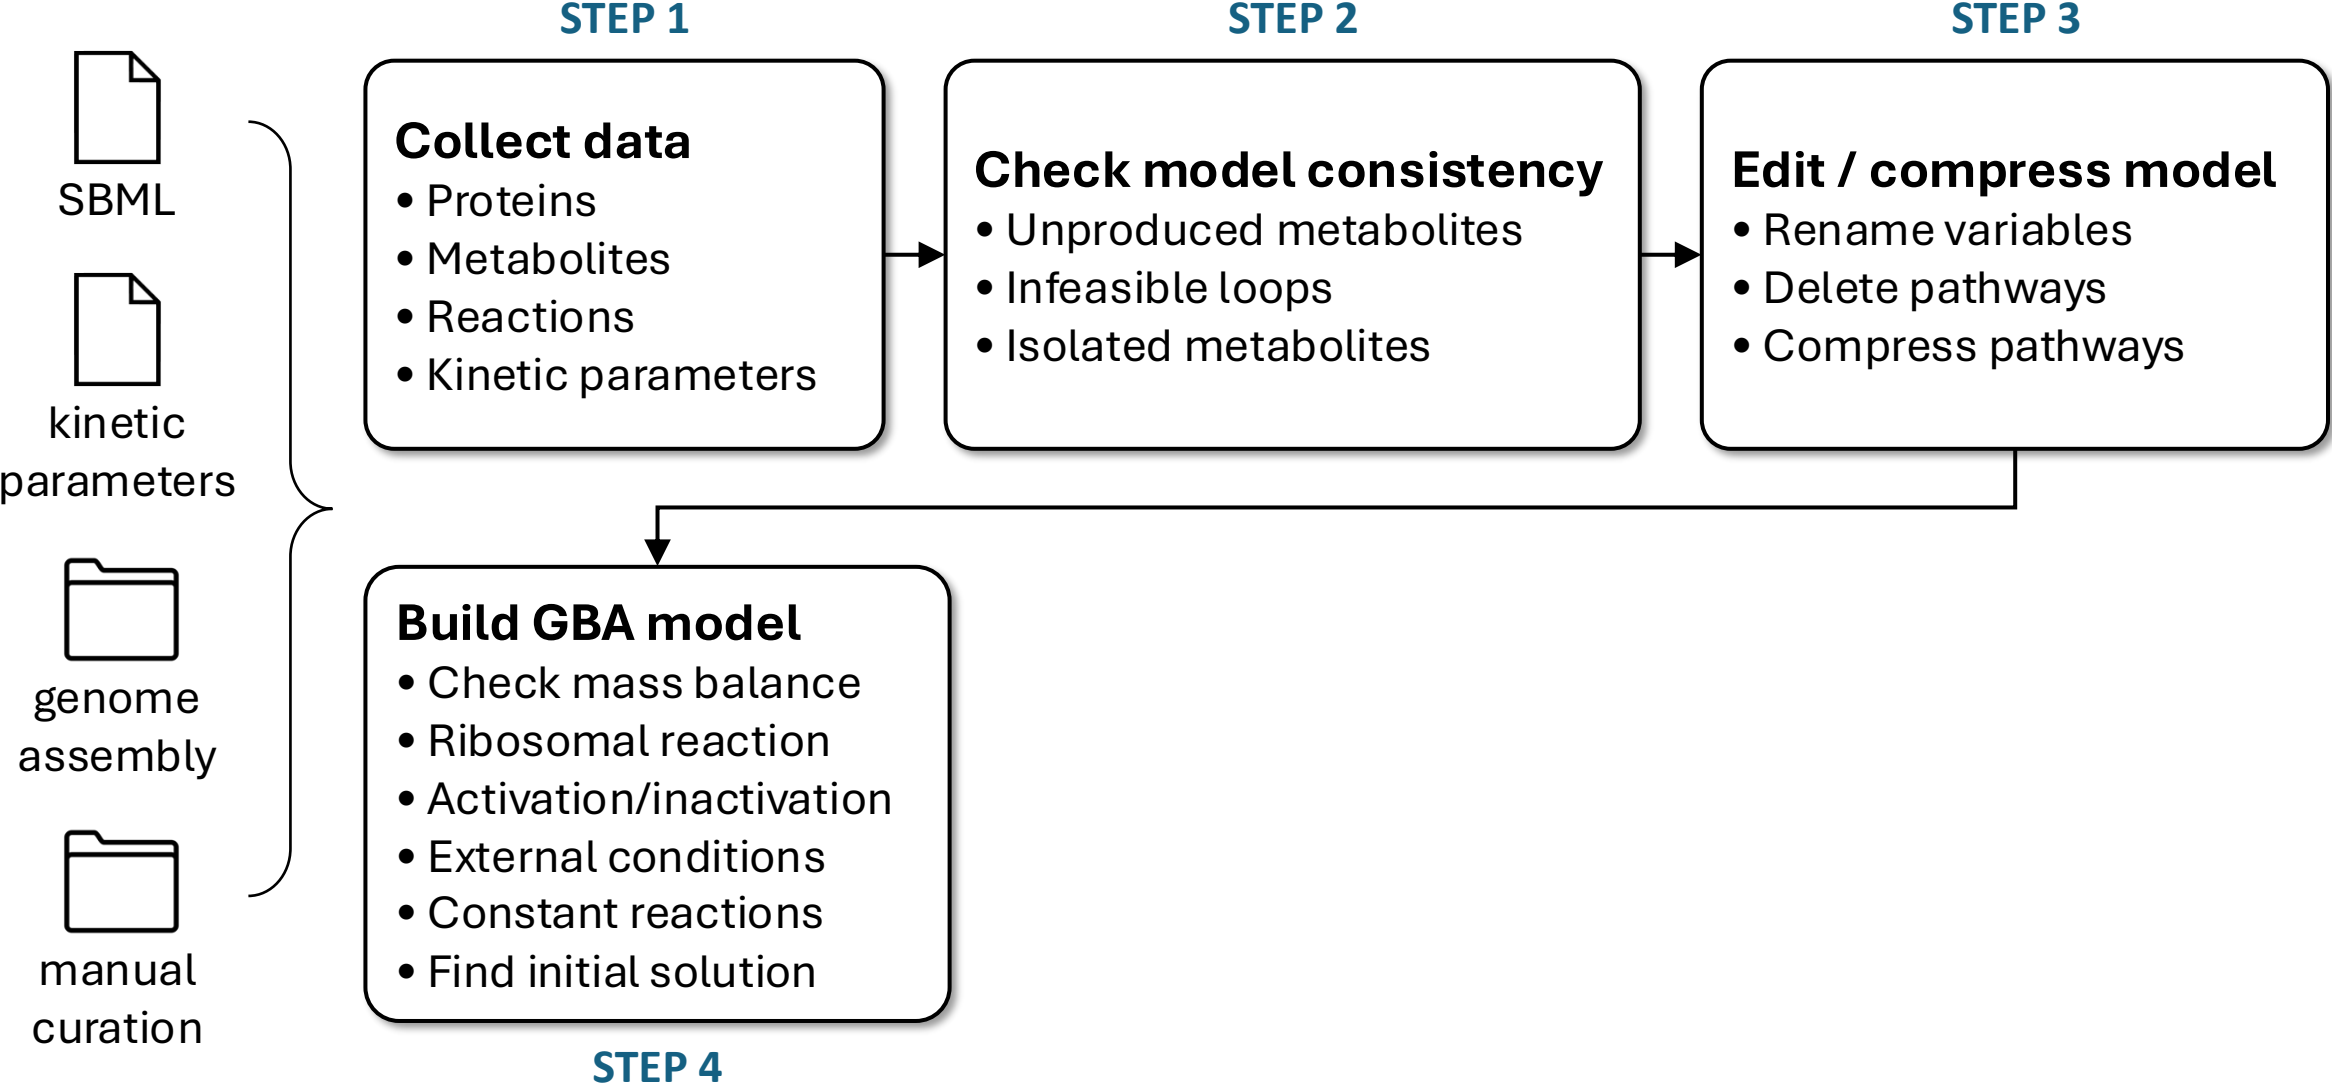 SBML
kinetic
parameters
genome
assembly
manual
curation
STEP 1
Collect data
• Proteins
• Metabolites
• Reactions
• Kinetic parameters
STEP 2
Check model consistency
• Unproduced metabolites
• Infeasible loops
• Isolated metabolites
STEP 3
Edit / compress model
• Rename variables
• Delete pathways
• Compress pathways
Build GBA model
• Check mass balance
• Ribosomal reaction
• Activation/inactivation
• External conditions
• Constant reactions
• Find initial solution
STEP 4